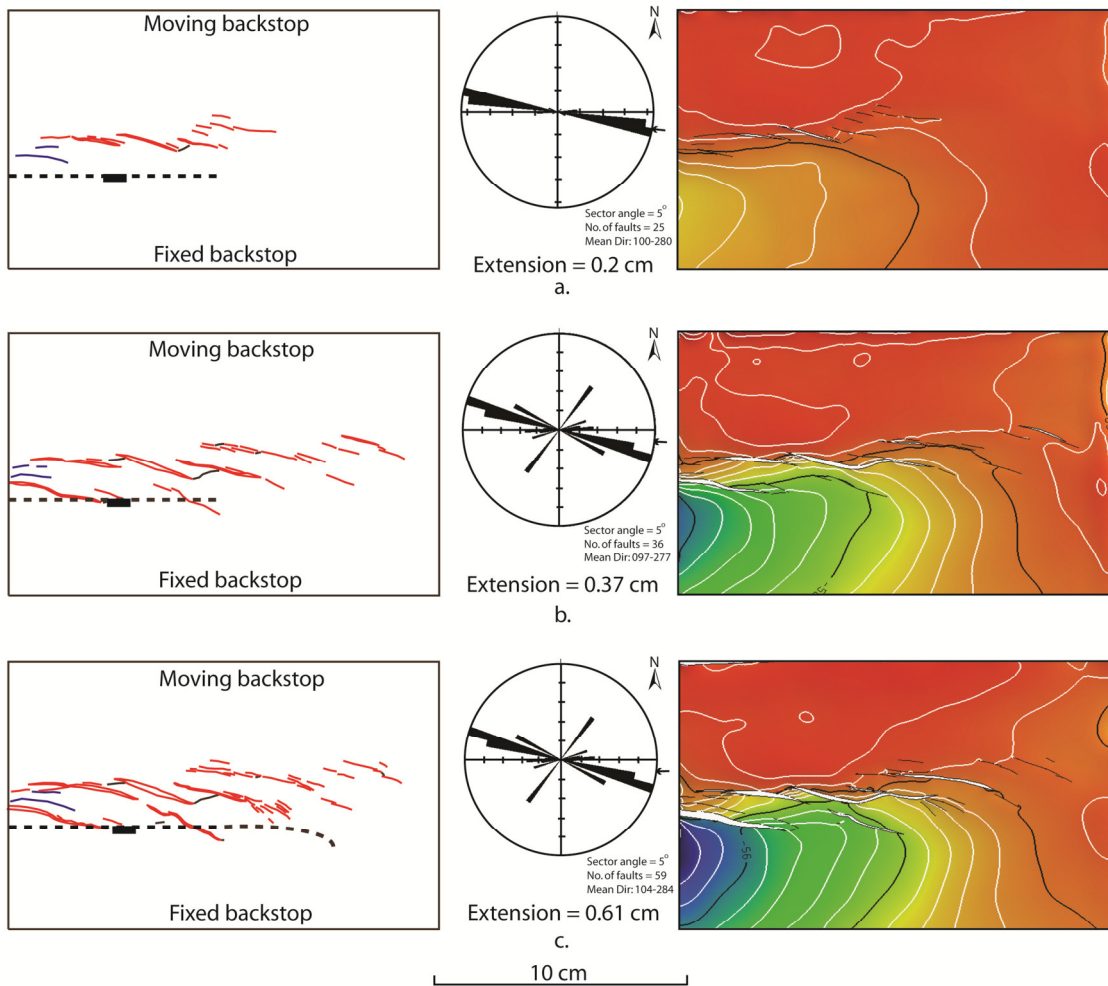 Moving backstop
Fixed backstop
N
Sector angle = 5°
No. of faults = 25
Mean Dir: 100-280
Extension = 0.2 cm
a.
Moving backstop
Fixed backstop
N
Sector angle = 5°
No. of faults = 36
Mean Dir: 097-277
Extension = 0.37 cm
b.
Moving backstop
Fixed backstop
N
Sector angle = 5°
No. of faults = 59
Mean Dir: 104-284
Extension = 0.61 cm
-56
c.
10 cm